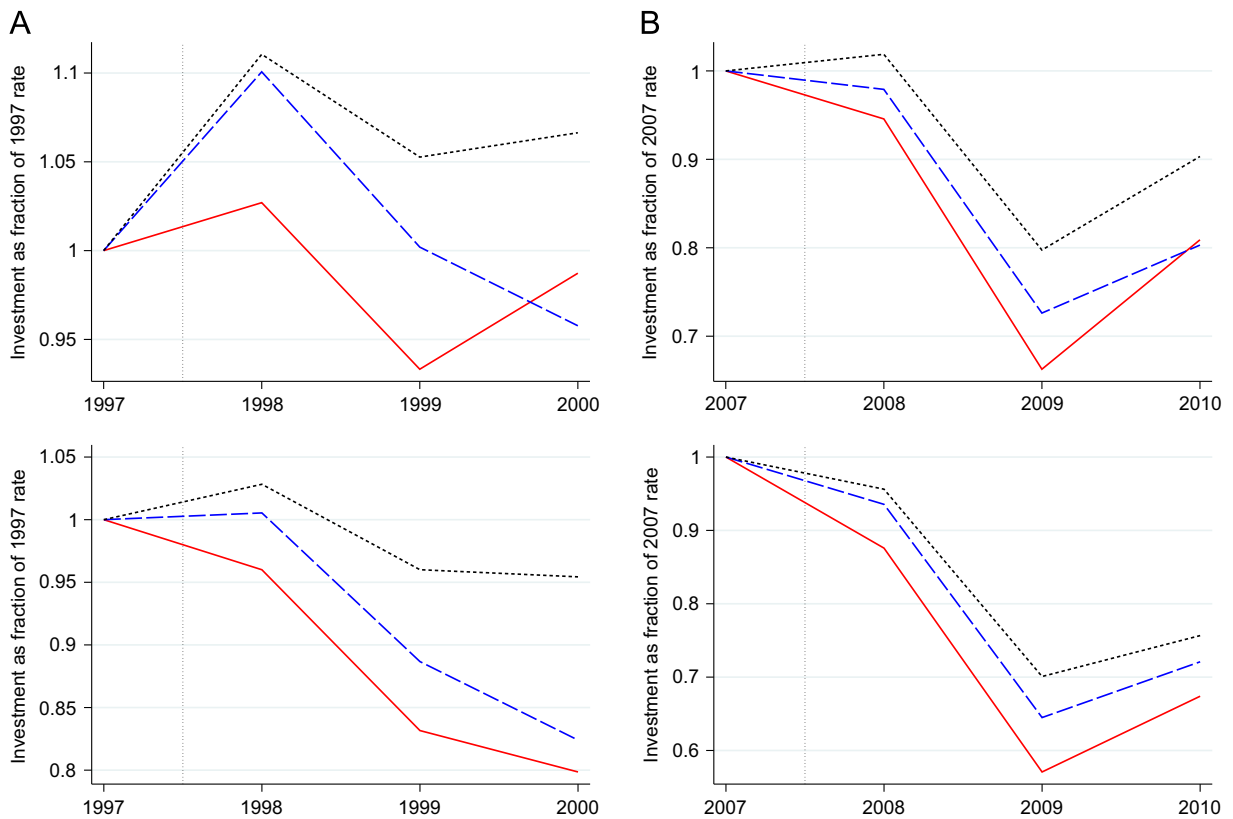 A
Investment as fraction of 1997 rate
1.1
1.05
1
0.95
1997 1998 1999 2000
B
Investment as fraction of 2007 rate
1
0.9
0.8
0.7
2007 2008 2009 2010
Investment as fraction of 1997 rate
1.05
1
0.95
0.9
0.85
0.8
1997 1998 1999 2000
Investment as fraction of 2007 rate
1
0.9
0.8
0.7
0.6
2007 2008 2009 2010